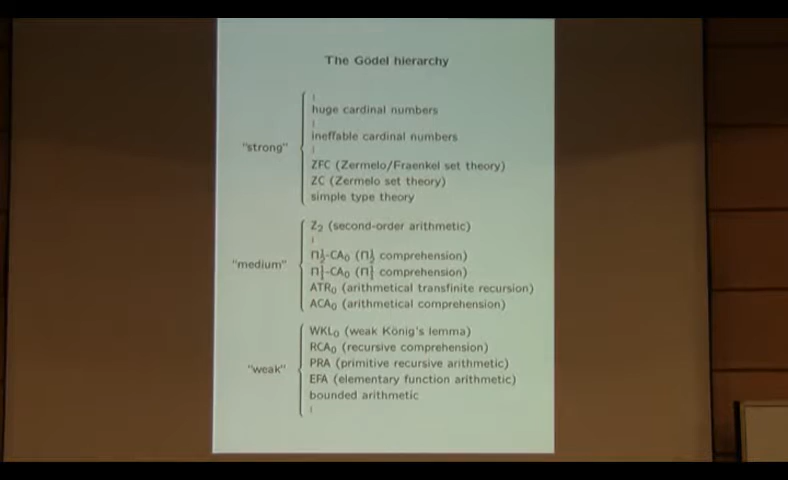 The Gödel hierarchy
huge cardinal numbers
ineffable cardinal numbers
"strong"
ZFC (Zermelo/Fraenkel set theory)
ZC (Zermelo set theory)
simple type theory
Z₂ (second-order arithmetic)
Π¹₂-CA₀ (Π¹₂ comprehension)
"medium"
Π¹₁-CA₀ (Π¹₁ comprehension)
ATR₀ (arithmetical transfinite recursion)
ACA₀ (arithmetical comprehension)
WKL₀ (weak König's lemma)
RCA₀ (recursive comprehension)
PRA (primitive recursive arithmetic)
"weak"
EFA (elementary function arithmetic)
bounded arithmetic